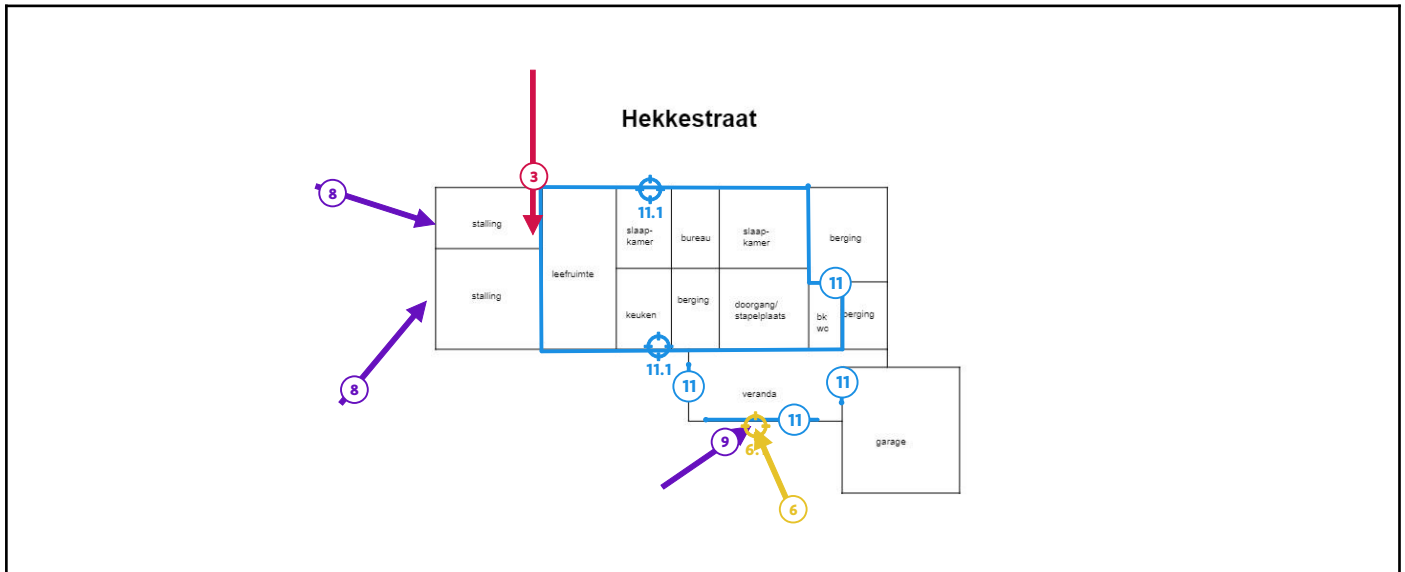 Hekkestraat
3
8
11.1
stalling
slaap-
kamer
bureau
slaap-
kamer
berging
leefruimte
11
stalling
berging
doorgang/
stapelplaats
keuken
bk
wc
berging
11.1
8
11
11
veranda
11
9
garage
6